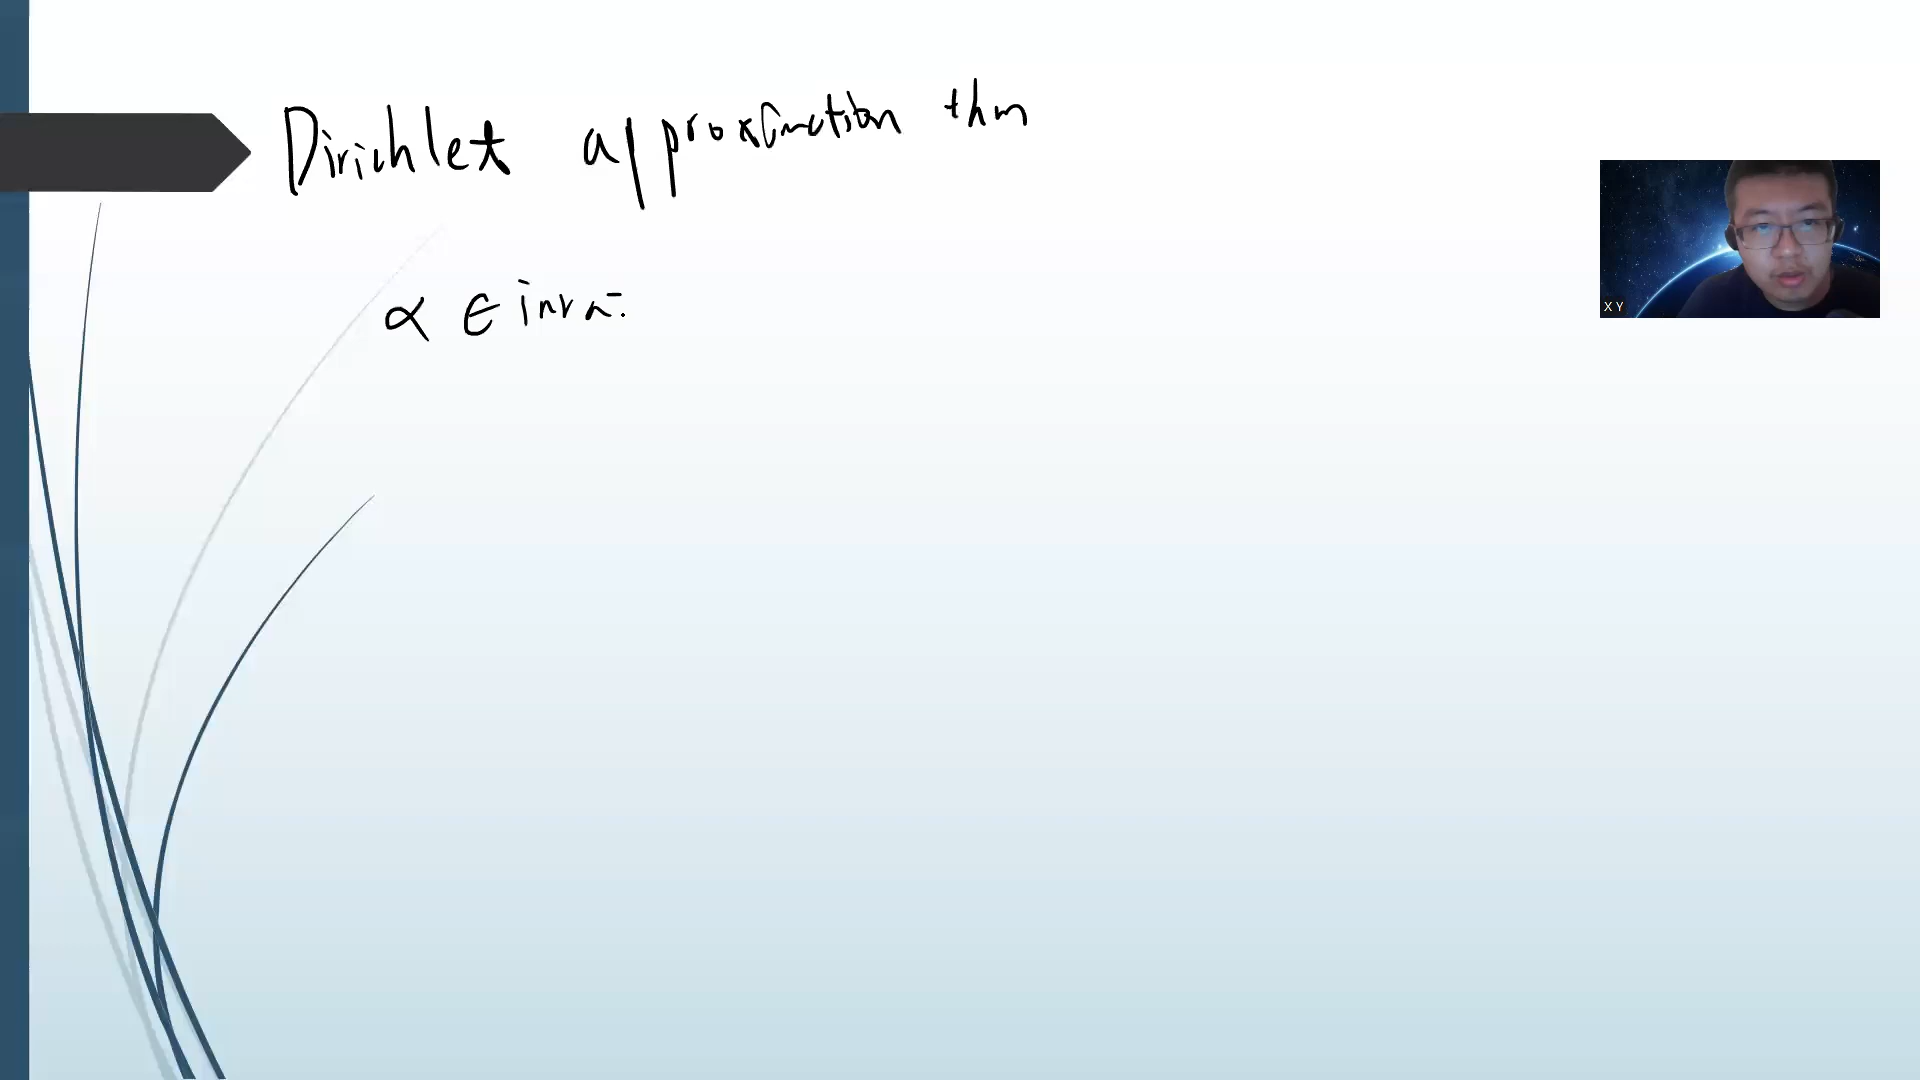 Dirichlet approximation thm
α ∈ irra
X Y